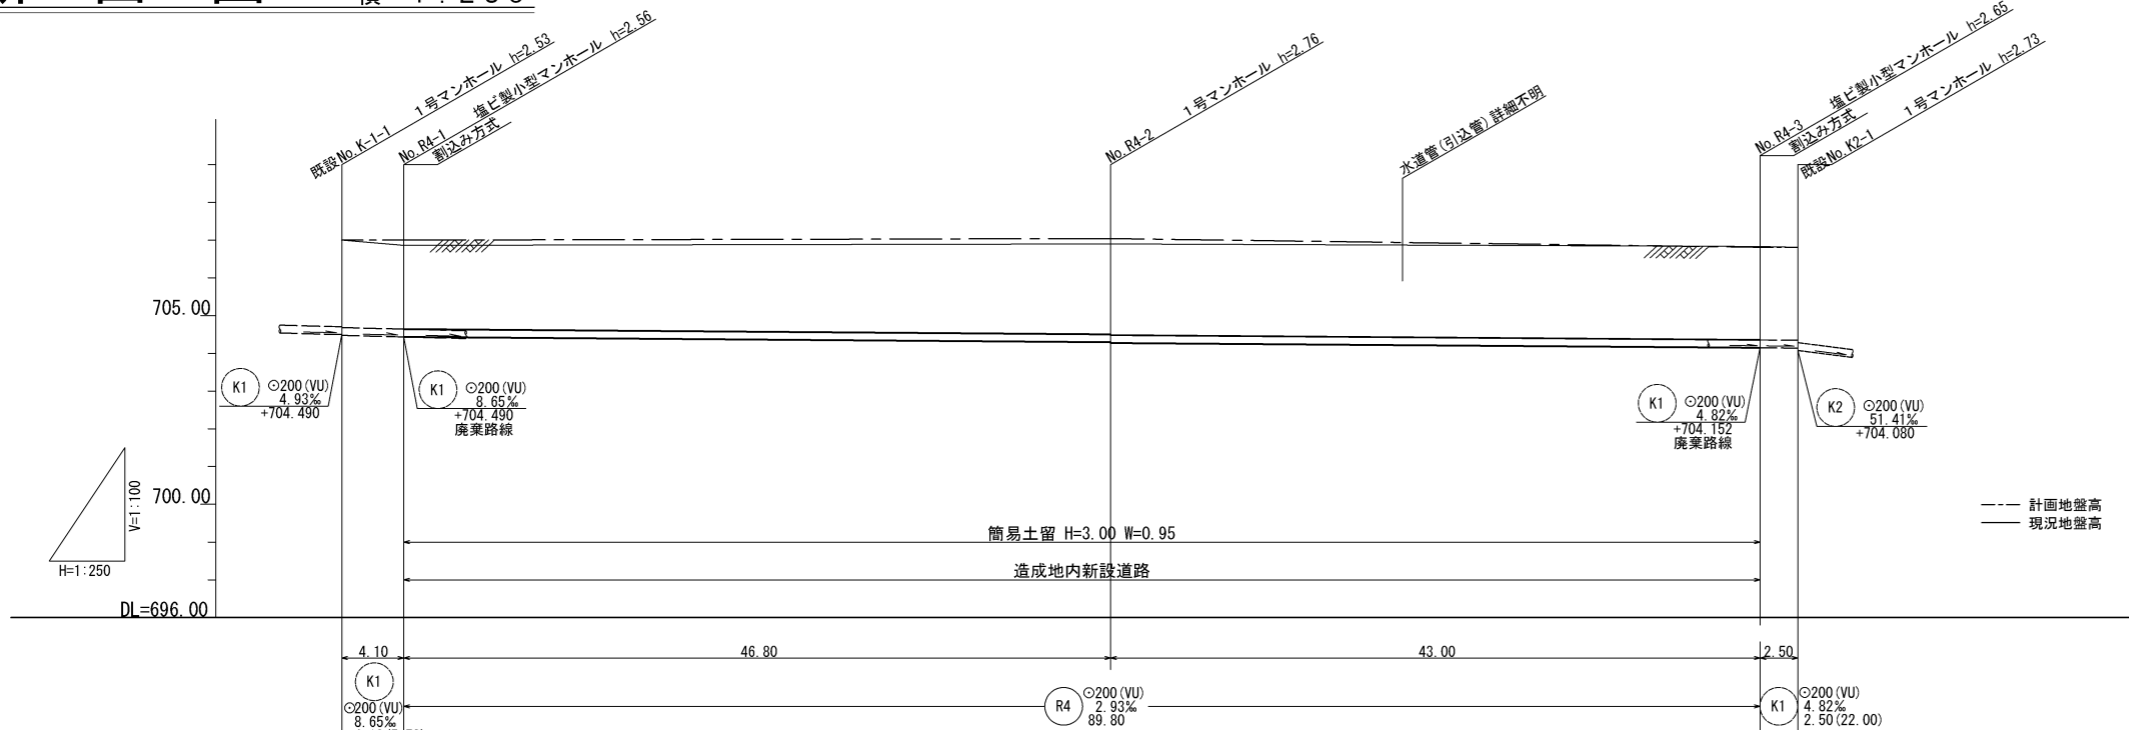 横 1:250
既設No.K-1-1 1号マンホール h=2.53
No.R4-1 塩ビ製小型マンホール h=2.56
割込み方式
No.R4-2 1号マンホール h=2.76
水道管(引込管)詳細不明
No.R4-3 塩ビ製小型マンホール h=2.65
割込み方式
既設No.K2-1 1号マンホール h=2.73
705.00
K1 ⊙200(VU)
4.93‰
+704.490
K1 ⊙200(VU)
8.65‰
+704.490
廃棄路線
K1 ⊙200(VU)
4.82‰
+704.152
廃棄路線
K2 ⊙200(VU)
51.41‰
+704.080
700.00
V=1:100
H=1:250
計画地盤高
現況地盤高
簡易土留 H=3.00 W=0.95
造成地内新設道路
DL=696.00
4.10 46.80 43.00 2.50
K1
⊙200(VU)
8.65‰
R4 ⊙200(VU)
2.93‰
89.80
K1 ⊙200(VU)
4.82‰
2.50(22.00)